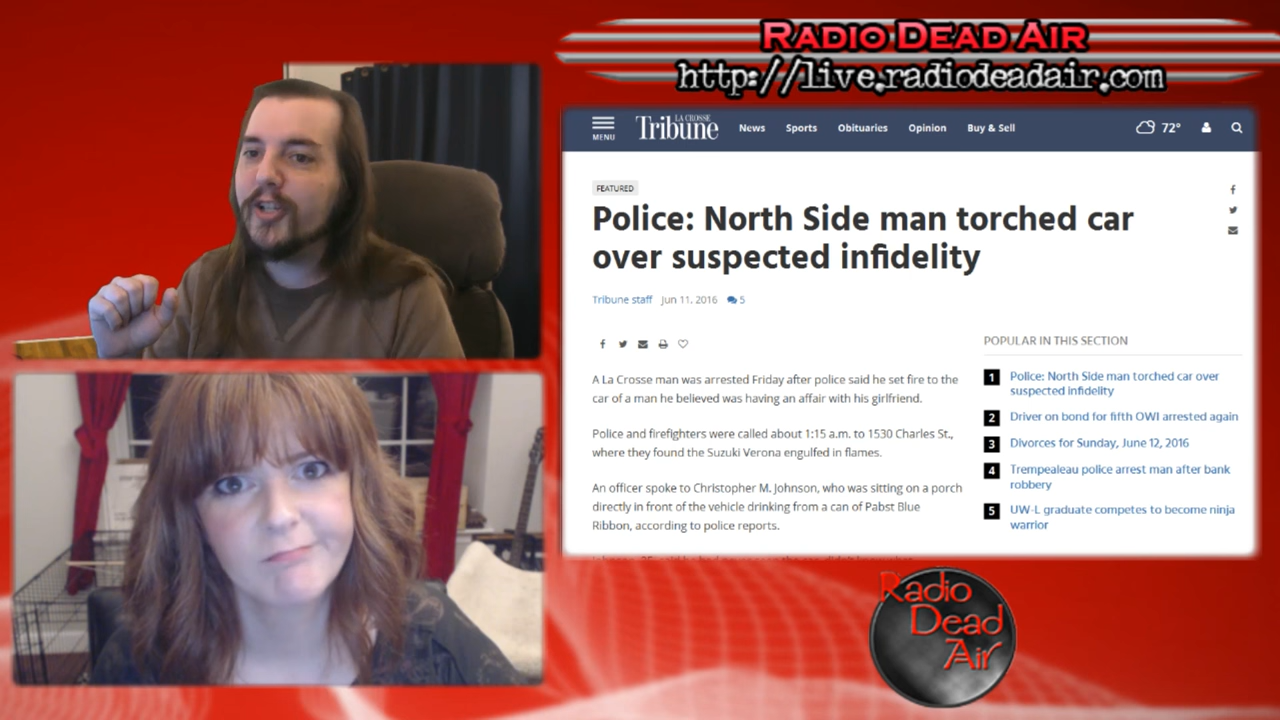 Radio Dead Air
http://live.radiodeadair.com
MENU
LA CROSSE
Tribune
News
Sports
Obituaries
Opinion
Buy & Sell
72°
FEATURED
Police: North Side man torched car
over suspected infidelity
Tribune staff Jun 11, 2016 5
A La Crosse man was arrested Friday after police said he set fire to the
car of a man he believed was having an affair with his girlfriend.
Police and firefighters were called about 1:15 a.m. to 1530 Charles St.,
where they found the Suzuki Verona engulfed in flames.
An officer spoke to Christopher M. Johnson, who was sitting on a porch
directly in front of the vehicle drinking from a can of Pabst Blue
Ribbon, according to police reports.
POPULAR IN THIS SECTION
1 Police: North Side man torched car over
suspected infidelity
2 Driver on bond for fifth OWI arrested again
3 Divorces for Sunday, June 12, 2016
4 Trempealeau police arrest man after bank
robbery
5 UW-L graduate competes to become ninja
warrior
Radio
Dead
Air